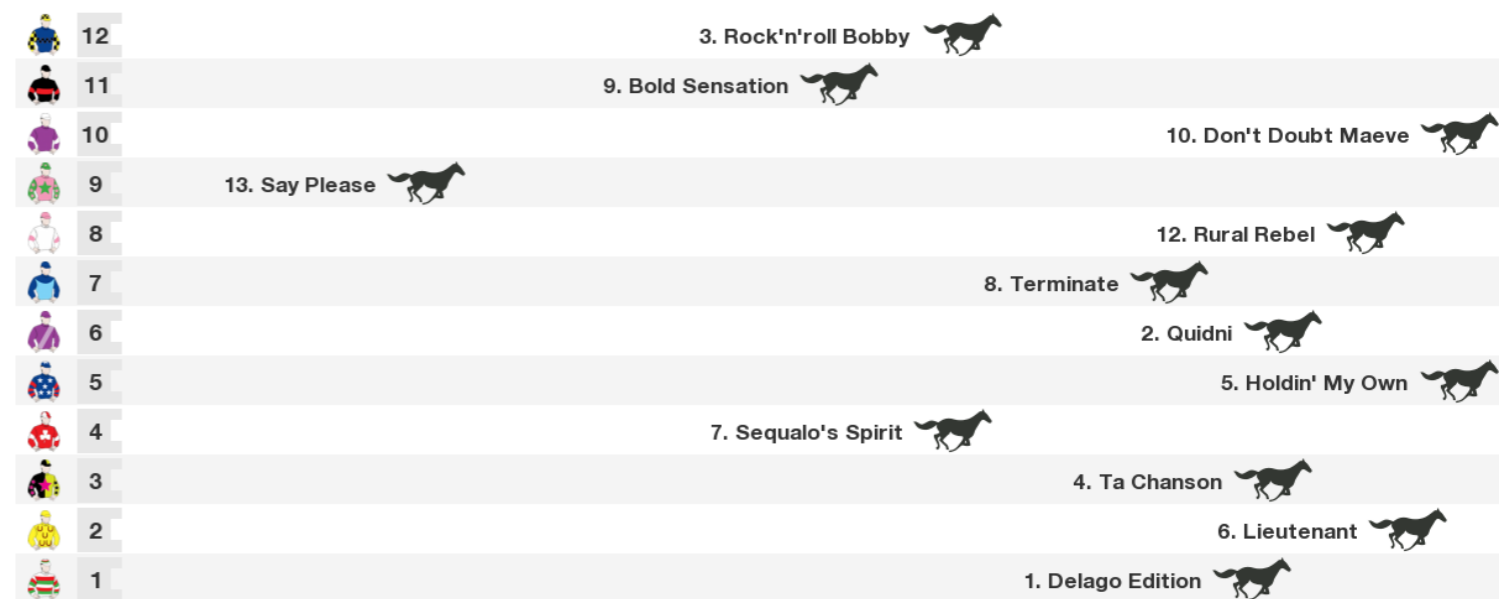 12 3. Rock'n'roll Bobby
11 9. Bold Sensation
10 10. Don't Doubt Maeve
9 13. Say Please
8 12. Rural Rebel
7 8. Terminate
6 2. Quidni
5 5. Holdin' My Own
4 7. Sequalo's Spirit
3 4. Ta Chanson
2 6. Lieutenant
1 1. Delago Edition